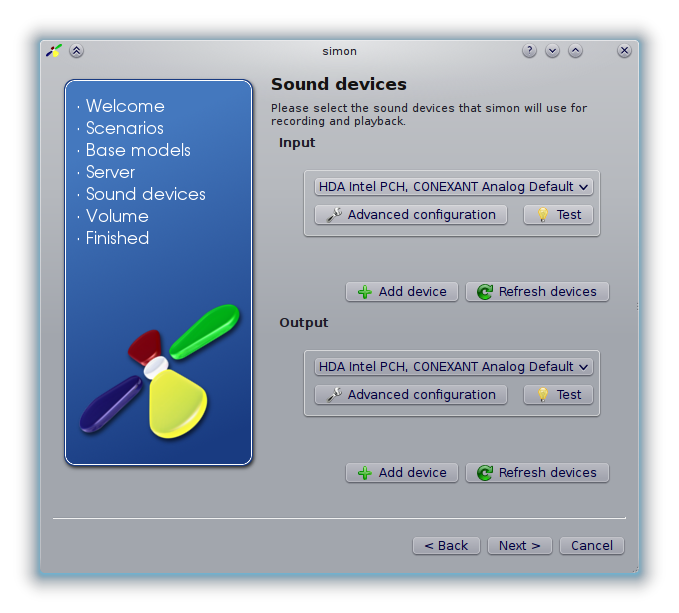 simon
?
· Welcome
· Scenarios
· Base models
· Server
· Sound devices
· Volume
· Finished
Sound devices
Please select the sound devices that simon will use for
recording and playback.
Input
HDA Intel PCH, CONEXANT Analog Default
Advanced configuration Test
Add device Refresh devices
Output
HDA Intel PCH, CONEXANT Analog Default
Advanced configuration Test
Add device Refresh devices
< Back Next > Cancel